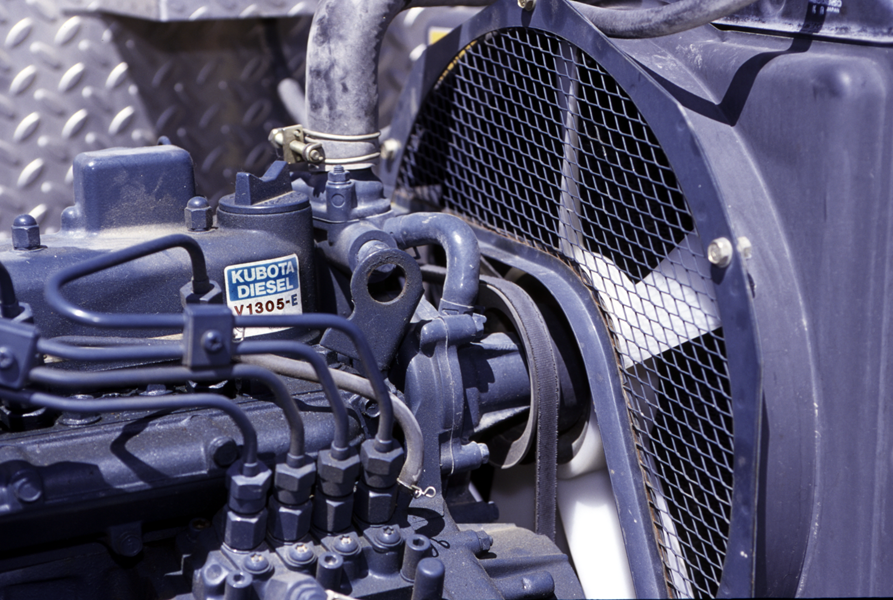 KUBOTA
DIESEL
V1305-E